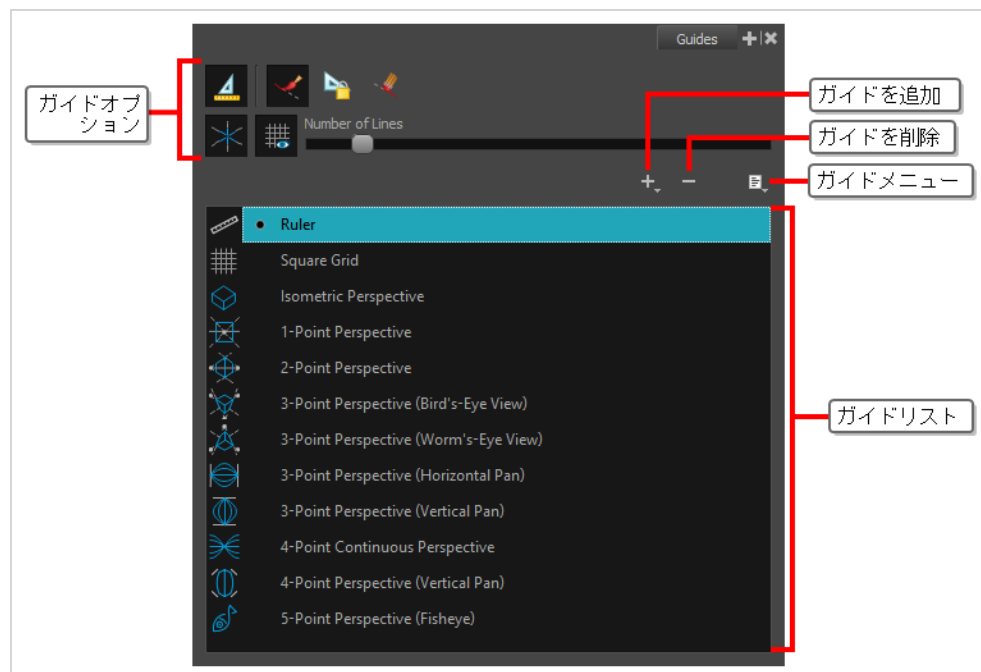 Guides
ガイドオプ
ション
Number of Lines
ガイドを追加
ガイドを削除
ガイドメニュー
Ruler
Square Grid
Isometric Perspective
1-Point Perspective
2-Point Perspective
3-Point Perspective (Bird's-Eye View)
3-Point Perspective (Worm's-Eye View)
3-Point Perspective (Horizontal Pan)
3-Point Perspective (Vertical Pan)
4-Point Continuous Perspective
4-Point Perspective (Vertical Pan)
5-Point Perspective (Fisheye)
ガイドリスト